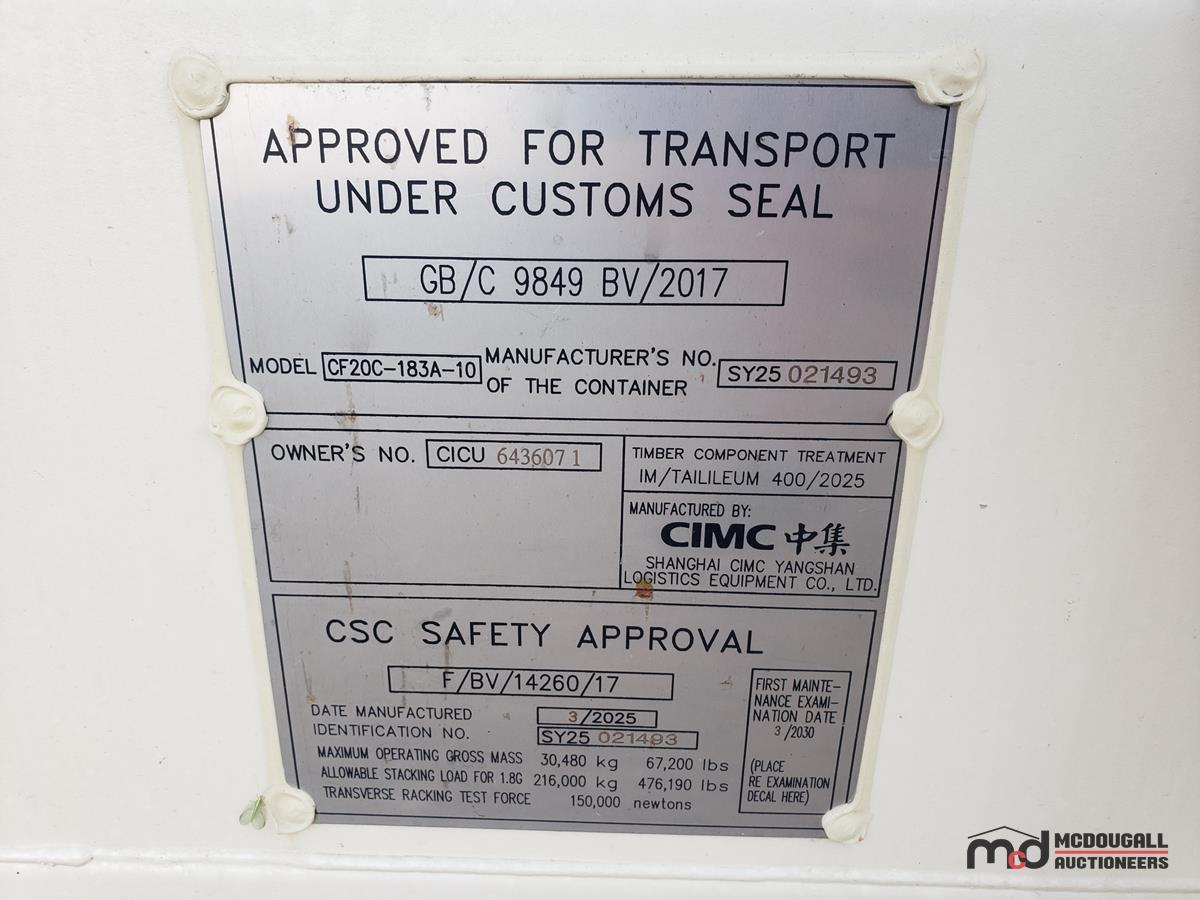 APPROVED FOR TRANSPORT
UNDER CUSTOMS SEAL
GB/C 9849 BV/2017
MODEL CF20C-183A-10
MANUFACTURER'S NO.
OF THE CONTAINER
SY25 021493
OWNER'S NO. CICU 6436071
TIMBER COMPONENT TREATMENT
IM/TAILILEUM 400/2025
MANUFACTURED BY:
CIMC 中集
SHANGHAI CIMC YANGSHAN
LOGISTICS EQUIPMENT CO., LTD.
CSC SAFETY APPROVAL
F/BV/14260/17
DATE MANUFACTURED 3/2025
IDENTIFICATION NO. SY25 021493
MAXIMUM OPERATING GROSS MASS 30,480 kg 67,200 lbs
ALLOWABLE STACKING LOAD FOR 1.8G 216,000 kg 476,190 lbs
TRANSVERSE RACKING TEST FORCE 150,000 newtons
FIRST MAINTE-
NANCE EXAMI-
NATION DATE
3/2030
(PLACE
RE EXAMINATION
DECAL HERE)
mcd MCDOUGALL
AUCTIONEERS